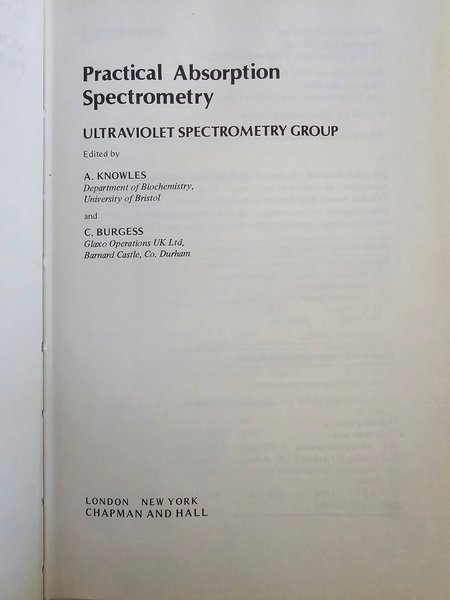 Practical Absorption
Spectrometry
ULTRAVIOLET SPECTROMETRY GROUP
Edited by
A. KNOWLES
Department of Biochemistry,
University of Bristol
and
C. BURGESS
Glaxo Operations UK Ltd,
Barnard Castle, Co. Durham
LONDON NEW YORK
CHAPMAN AND HALL